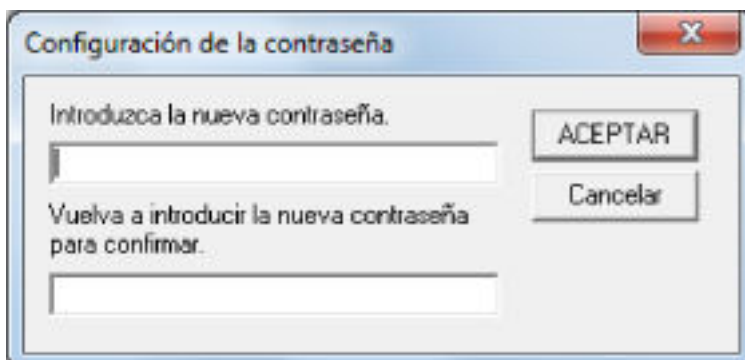 Configuración de la contraseña
Introduzca la nueva contraseña.
ACEPTAR
Cancelar
Vuelva a introducir la nueva contraseña
para confirmar.